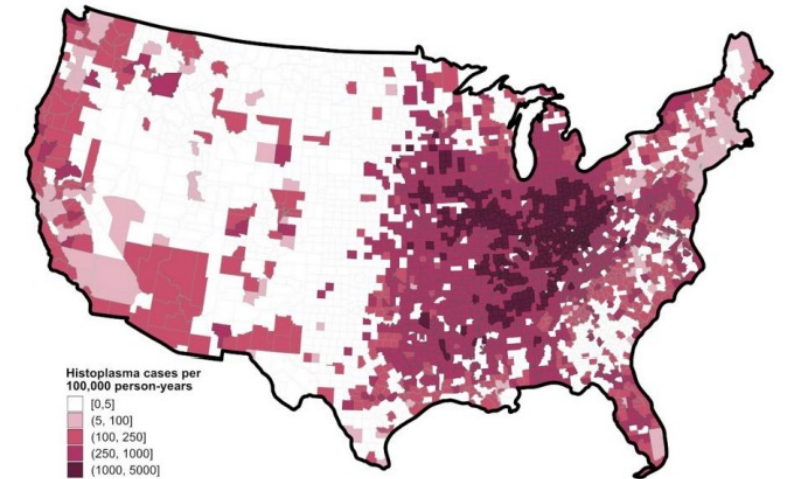 Histoplasma cases per
100,000 person-years
[0,5]
(5, 100]
(100, 250]
(250, 1000]
(1000, 5000]